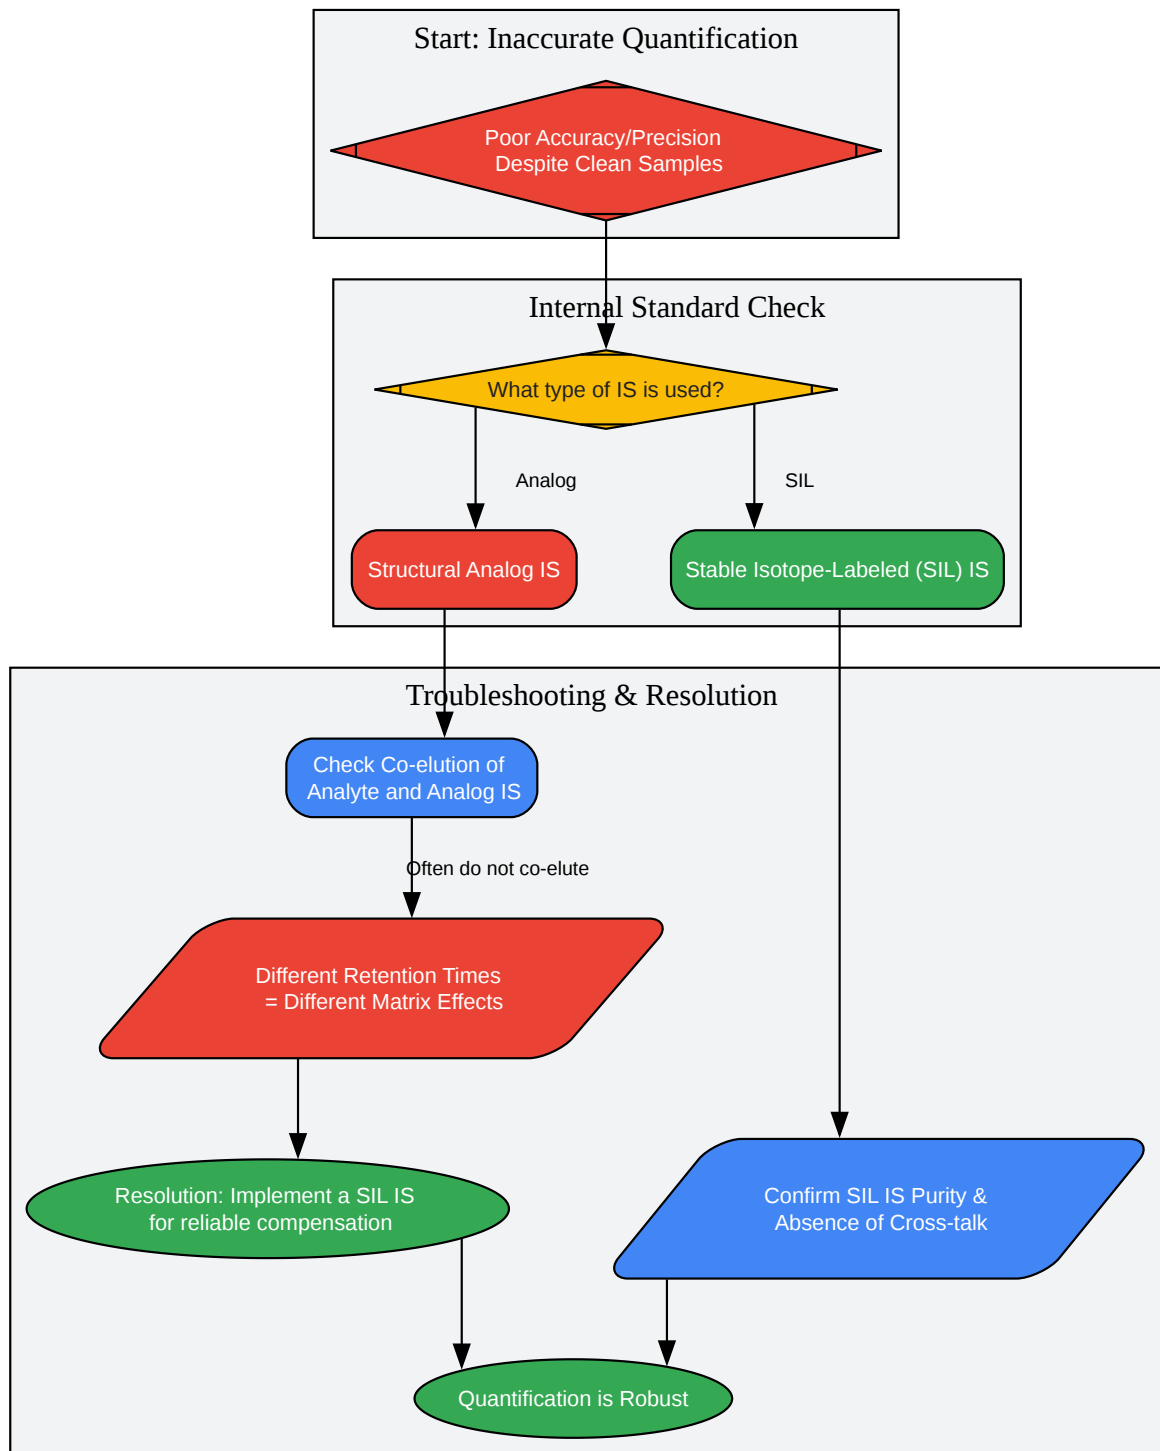 Start: Inaccurate Quantification
Poor Accuracy/Precision
Despite Clean Samples
Internal Standard Check
What type of IS is used?
Analog
SIL
Structural Analog IS
Stable Isotope-Labeled (SIL) IS
Troubleshooting & Resolution
Check Co-elution of
Analyte and Analog IS
Often do not co-elute
Different Retention Times
= Different Matrix Effects
Resolution: Implement a SIL IS
for reliable compensation
Confirm SIL IS Purity &
Absence of Cross-talk
Quantification is Robust